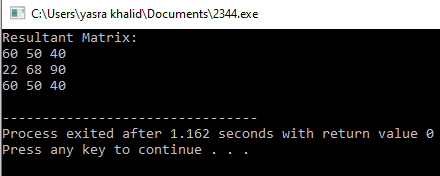 C:\Users\yasra khalid\Documents\2344.exe
Resultant Matrix:
60 50 40
22 68 90
60 50 40
--------------------------------
Process exited after 1.162 seconds with return value 0
Press any key to continue . . .